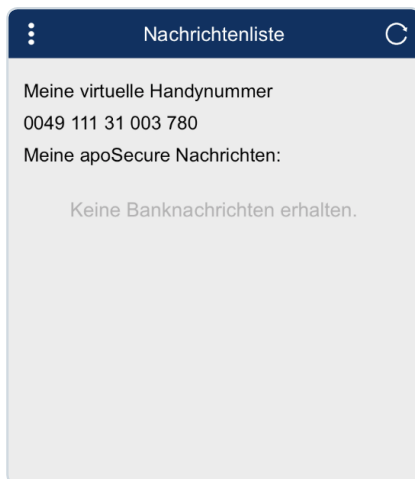 Nachrichtenliste
Meine virtuelle Handynummer
0049 111 31 003 780
Meine apoSecure Nachrichten:
Keine Banknachrichten erhalten.